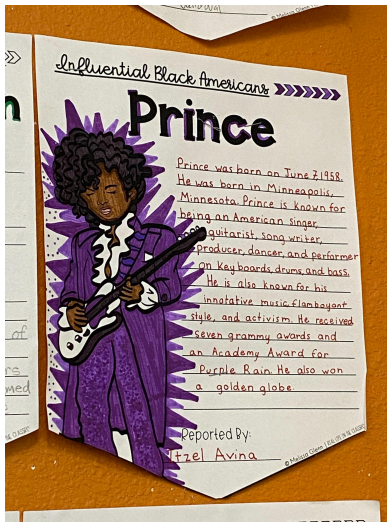 Influential Black Americans
Prince
Prince was born on June 7, 1958.
He was born in Minneapolis,
Minnesota. Prince is known for
being an American singer,
guitarist, song writer,
producer, dancer, and performer
on keyboards, drums, and bass.
He is also known for his
innotative music, flamboyant
style, and activism. He received
seven grammy awards and
an Academy Award for
Purple Rain. He also won
a golden globe.
Reported By:
Itzel Avina
of